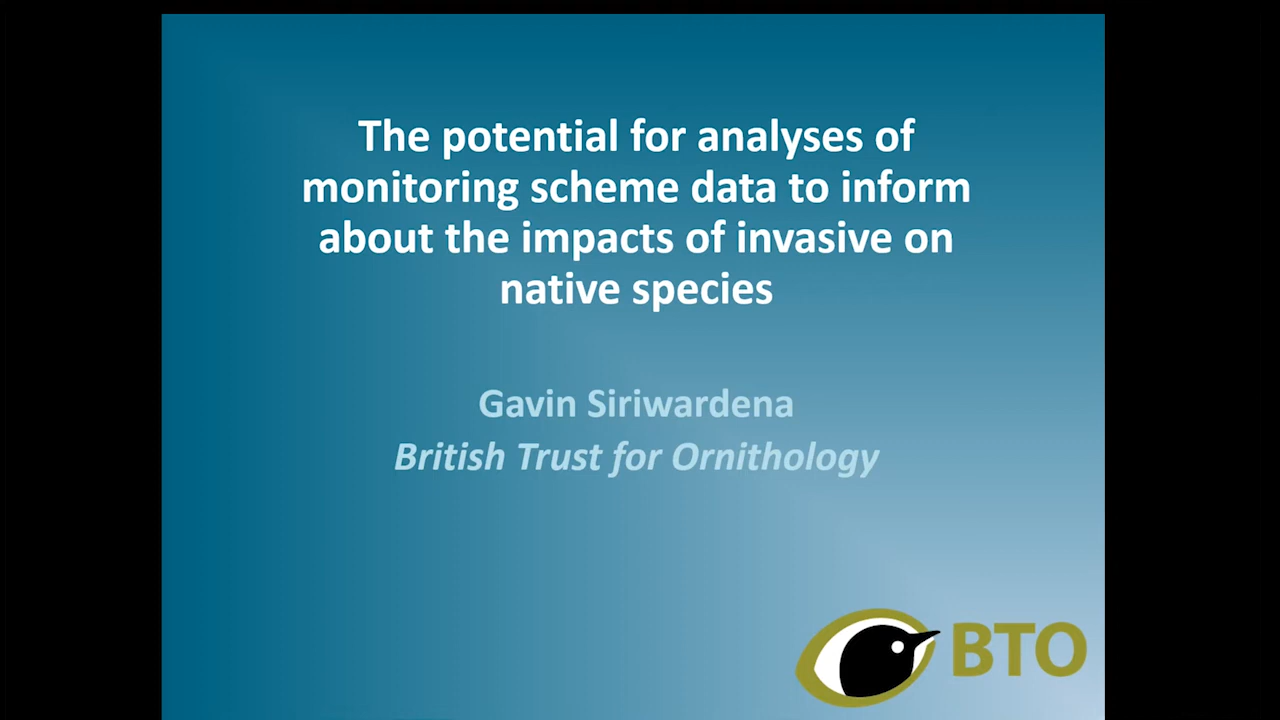 The potential for analyses of
monitoring scheme data to inform
about the impacts of invasive on
native species
Gavin Siriwardena
British Trust for Ornithology
BTO